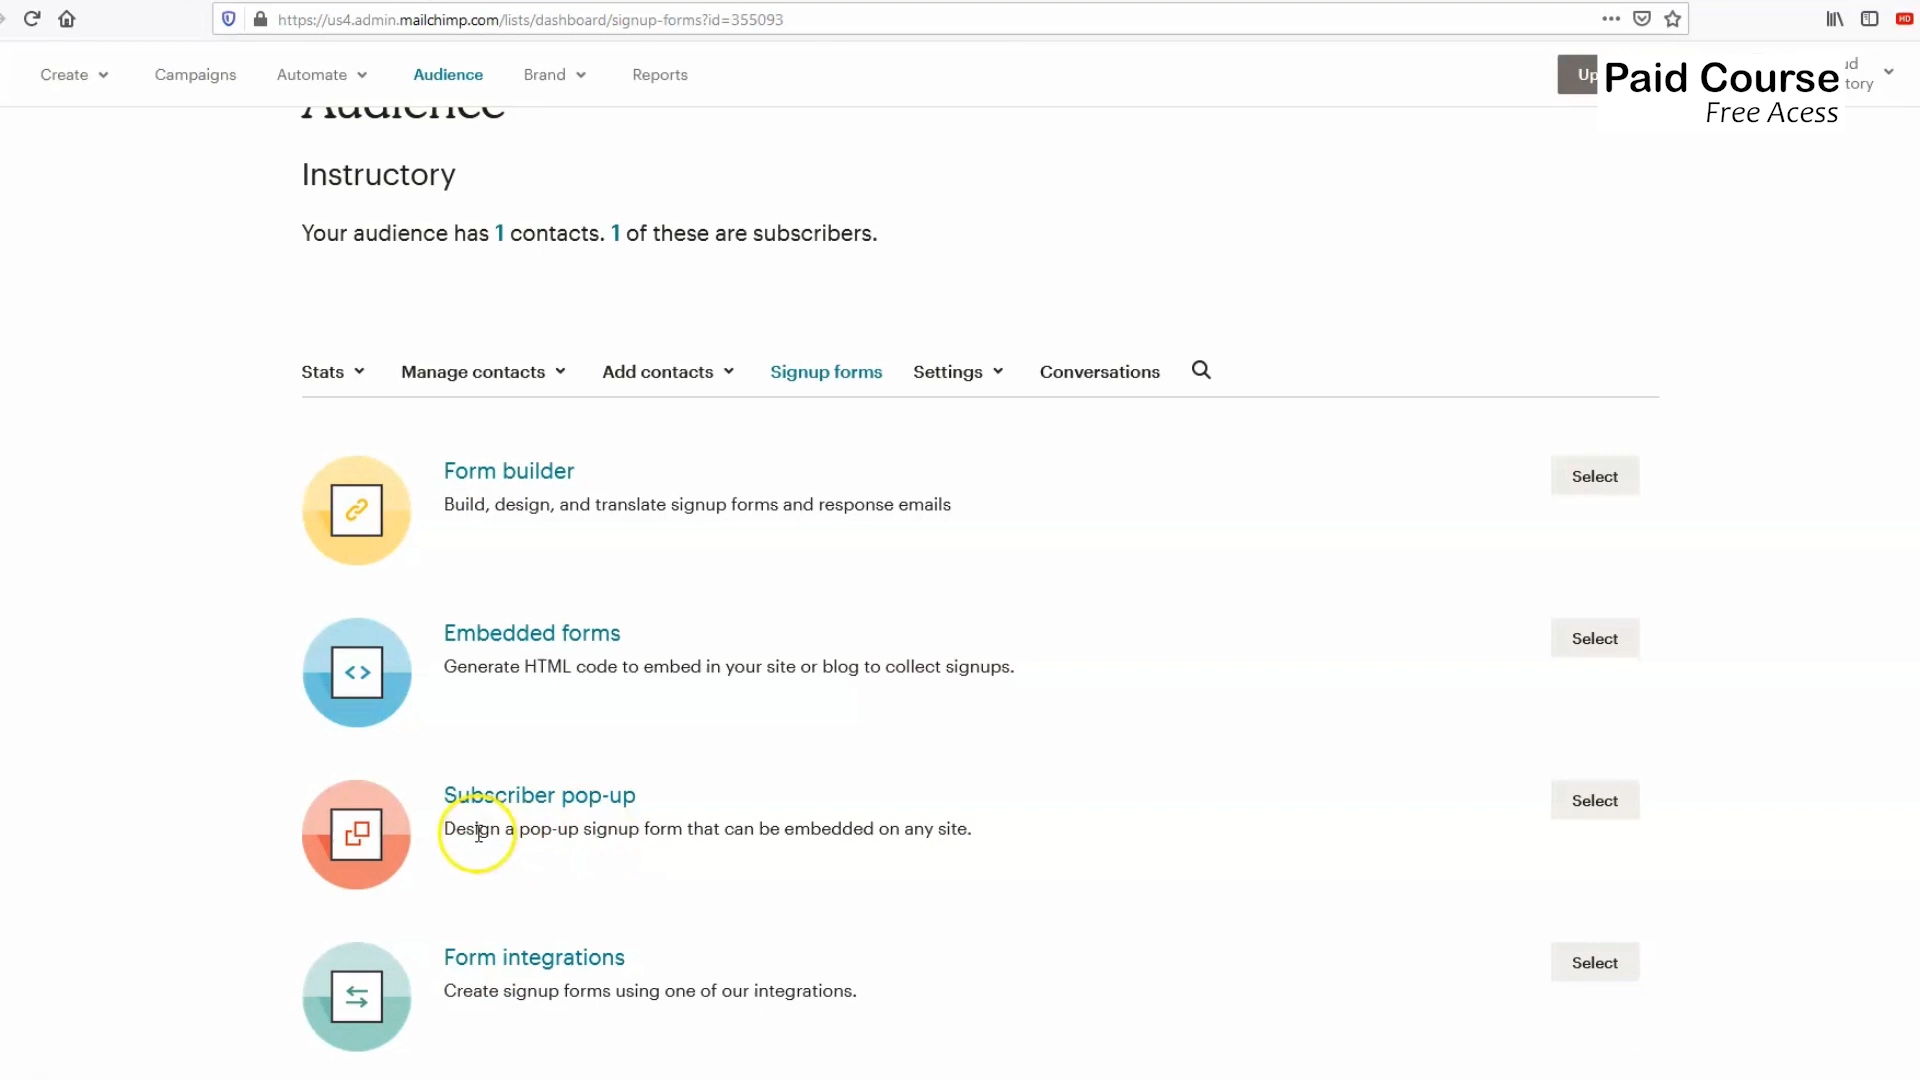 https://us4.admin.mailchimp.com/lists/dashboard/signup-forms?id=355093
HD
Create
Campaigns
Automate
Audience
Brand
Reports
Up
ud
tory
Paid Course
Free Acess
Audience
Instructory
Your audience has 1 contacts. 1 of these are subscribers.
Stats
Manage contacts
Add contacts
Signup forms
Settings
Conversations
Form builder
Build, design, and translate signup forms and response emails
Select
Embedded forms
Generate HTML code to embed in your site or blog to collect signups.
Select
Subscriber pop-up
Design a pop-up signup form that can be embedded on any site.
Select
Form integrations
Create signup forms using one of our integrations.
Select